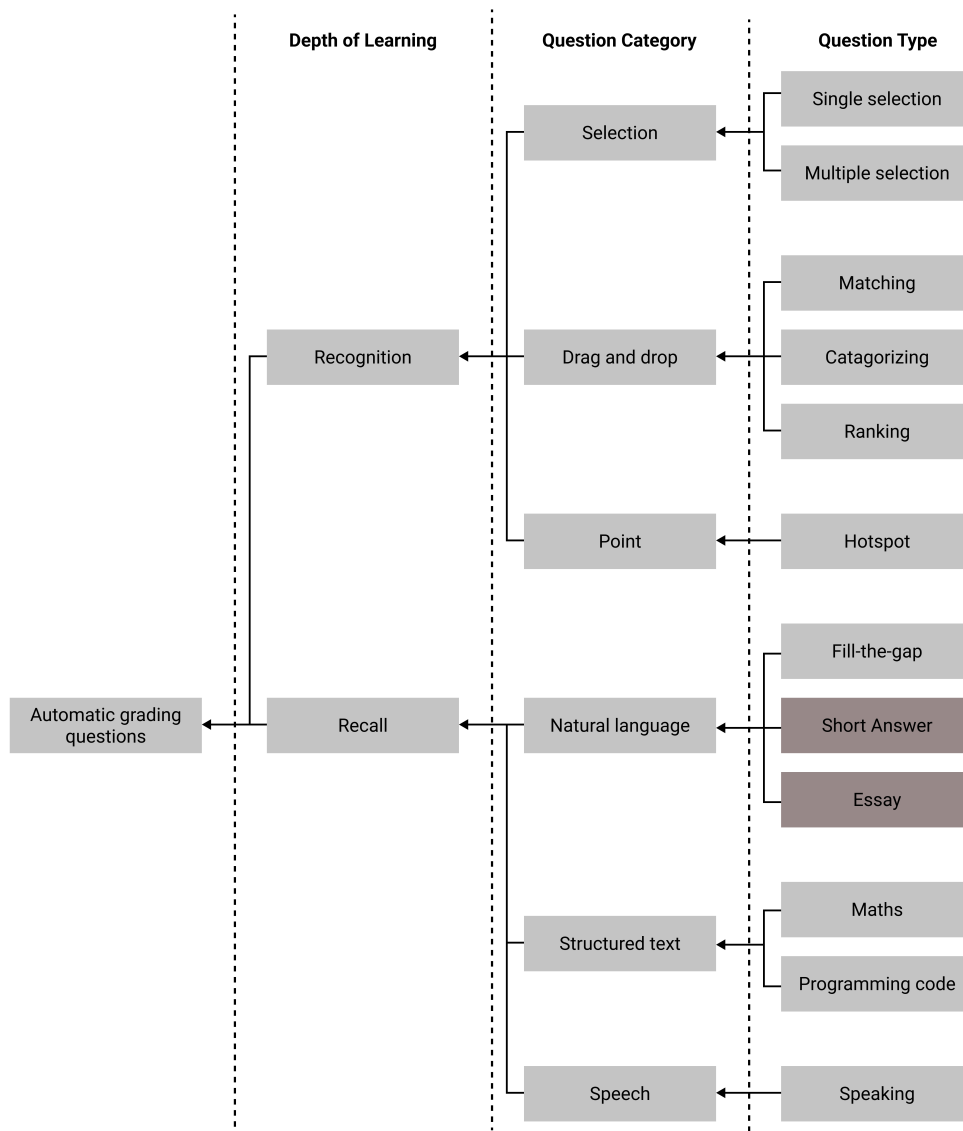 Depth of Learning
Question Category
Question Type
Single selection
Selection
Multiple selection
Matching
Recognition
Drag and drop
Catagorizing
Ranking
Point
Hotspot
Fill-the-gap
Automatic grading
questions
Recall
Natural language
Short Answer
Essay
Maths
Structured text
Programming code
Speech
Speaking